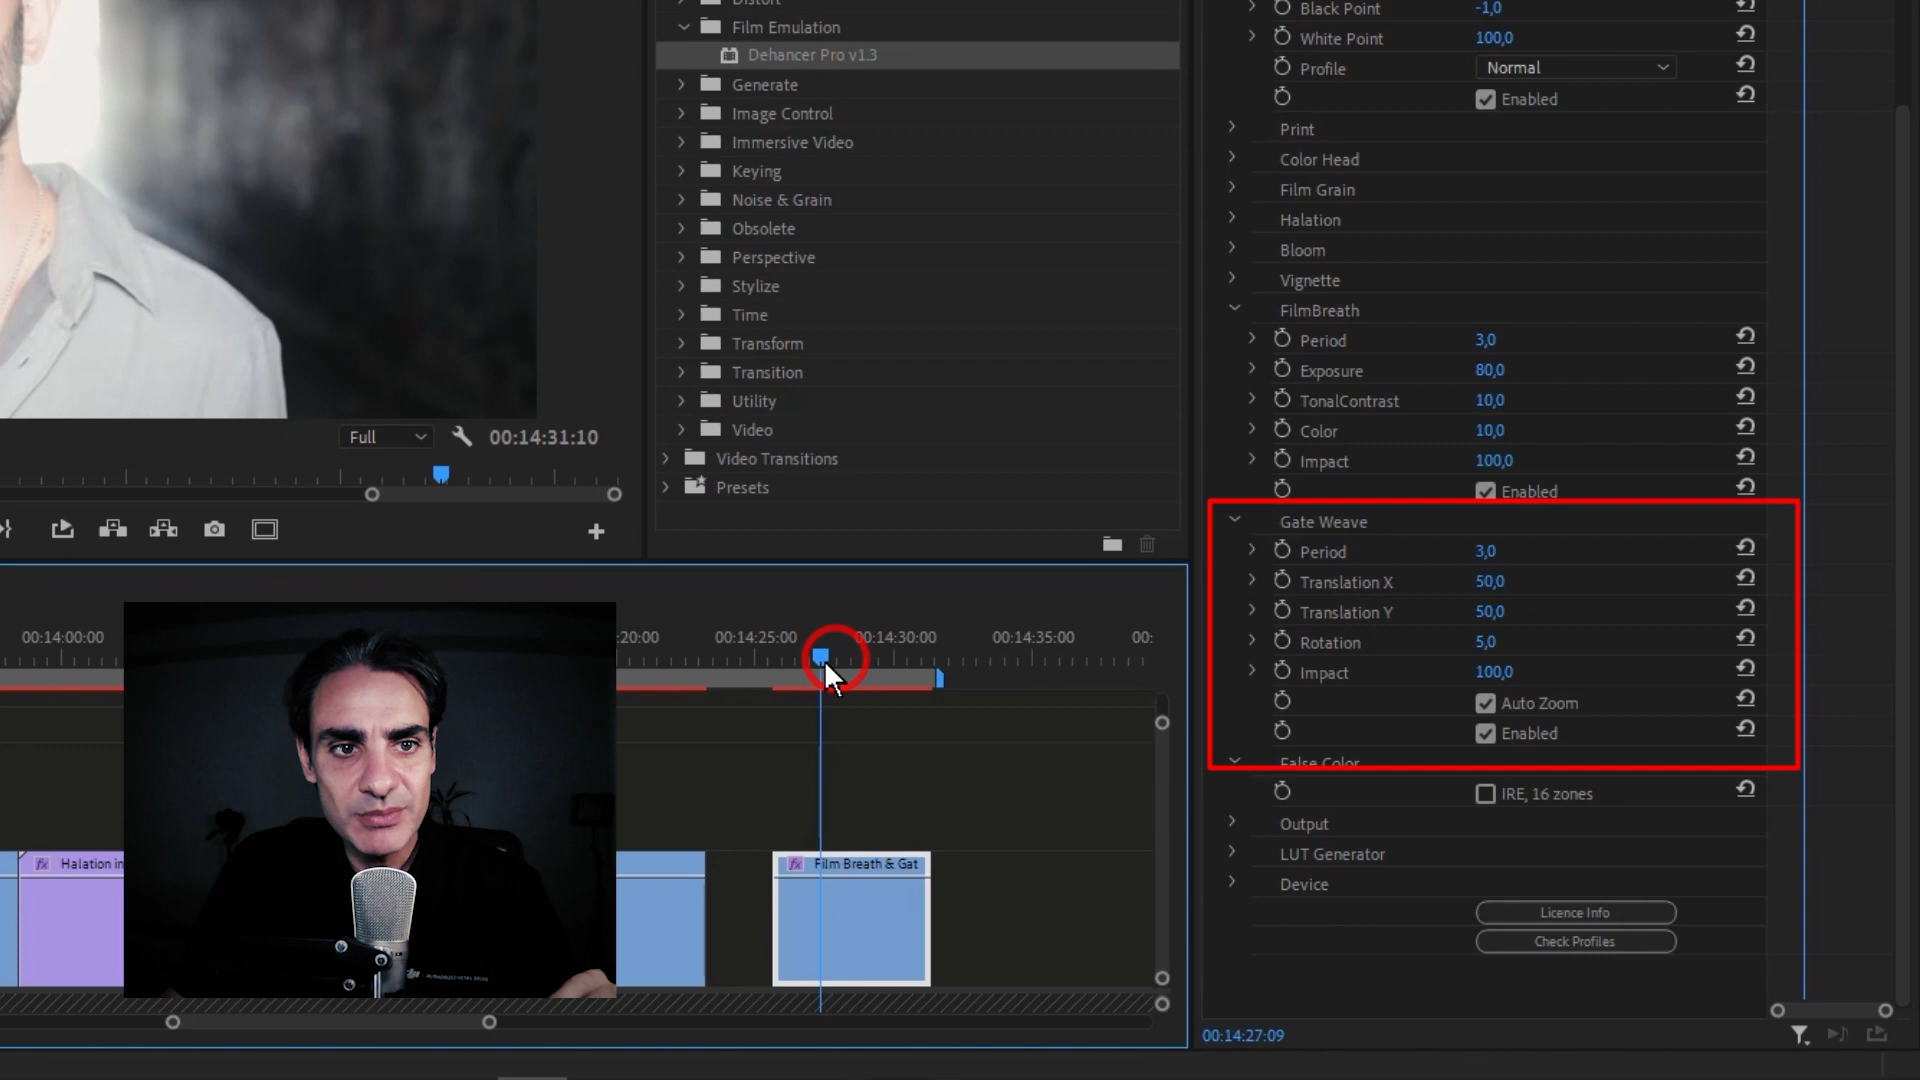 Distort
Film Emulation
Dehancer Pro v1.3
Generate
Image Control
Immersive Video
Keying
Noise & Grain
Obsolete
Perspective
Stylize
Time
Transform
Transition
Utility
Video
Video Transitions
Presets
Full
00:14:31:10
Black Point -1,0
White Point 100,0
Profile Normal
Enabled
Print
Color Head
Film Grain
Halation
Bloom
Vignette
FilmBreath
Period 3,0
Exposure 80,0
TonalContrast 10,0
Color 10,0
Impact 100,0
Enabled
Gate Weave
Period 3,0
Translation X 50,0
Translation Y 50,0
Rotation 5,0
Impact 100,0
Auto Zoom
Enabled
False Color
IRE, 16 zones
Output
LUT Generator
Device
Licence Info
Check Profiles
00:14:27:09
00:14:00:00 :20:00 00:14:25:00 00:14:30:00 00:14:35:00 00:
fx Halation in
fx Film Breath & Gat